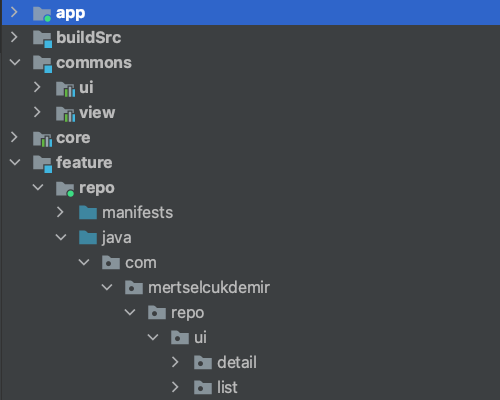 app
buildSrc
commons
ui
view
core
feature
repo
manifests
java
com
mertselcukdemir
repo
ui
detail
list